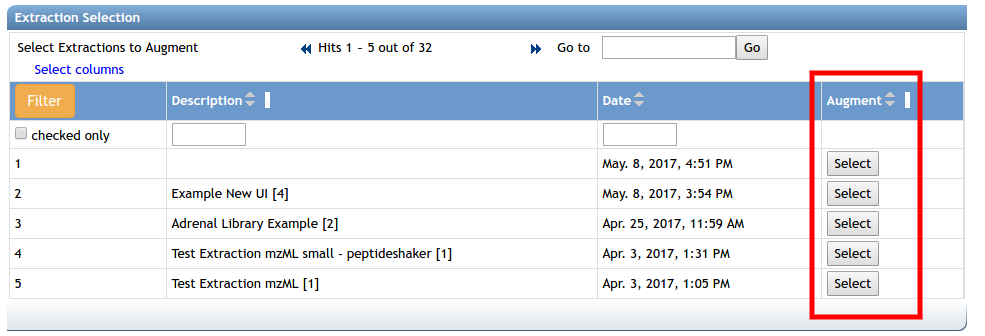 Extraction Selection
Select Extractions to Augment Hits 1 – 5 out of 32 Go to Go
Select columns
Filter Description Date Augment
checked only
1 May. 8, 2017, 4:51 PM Select
2 Example New UI [4] May. 8, 2017, 3:54 PM Select
3 Adrenal Library Example [2] Apr. 25, 2017, 11:59 AM Select
4 Test Extraction mzML small - peptideshaker [1] Apr. 3, 2017, 1:31 PM Select
5 Test Extraction mzML [1] Apr. 3, 2017, 1:05 PM Select